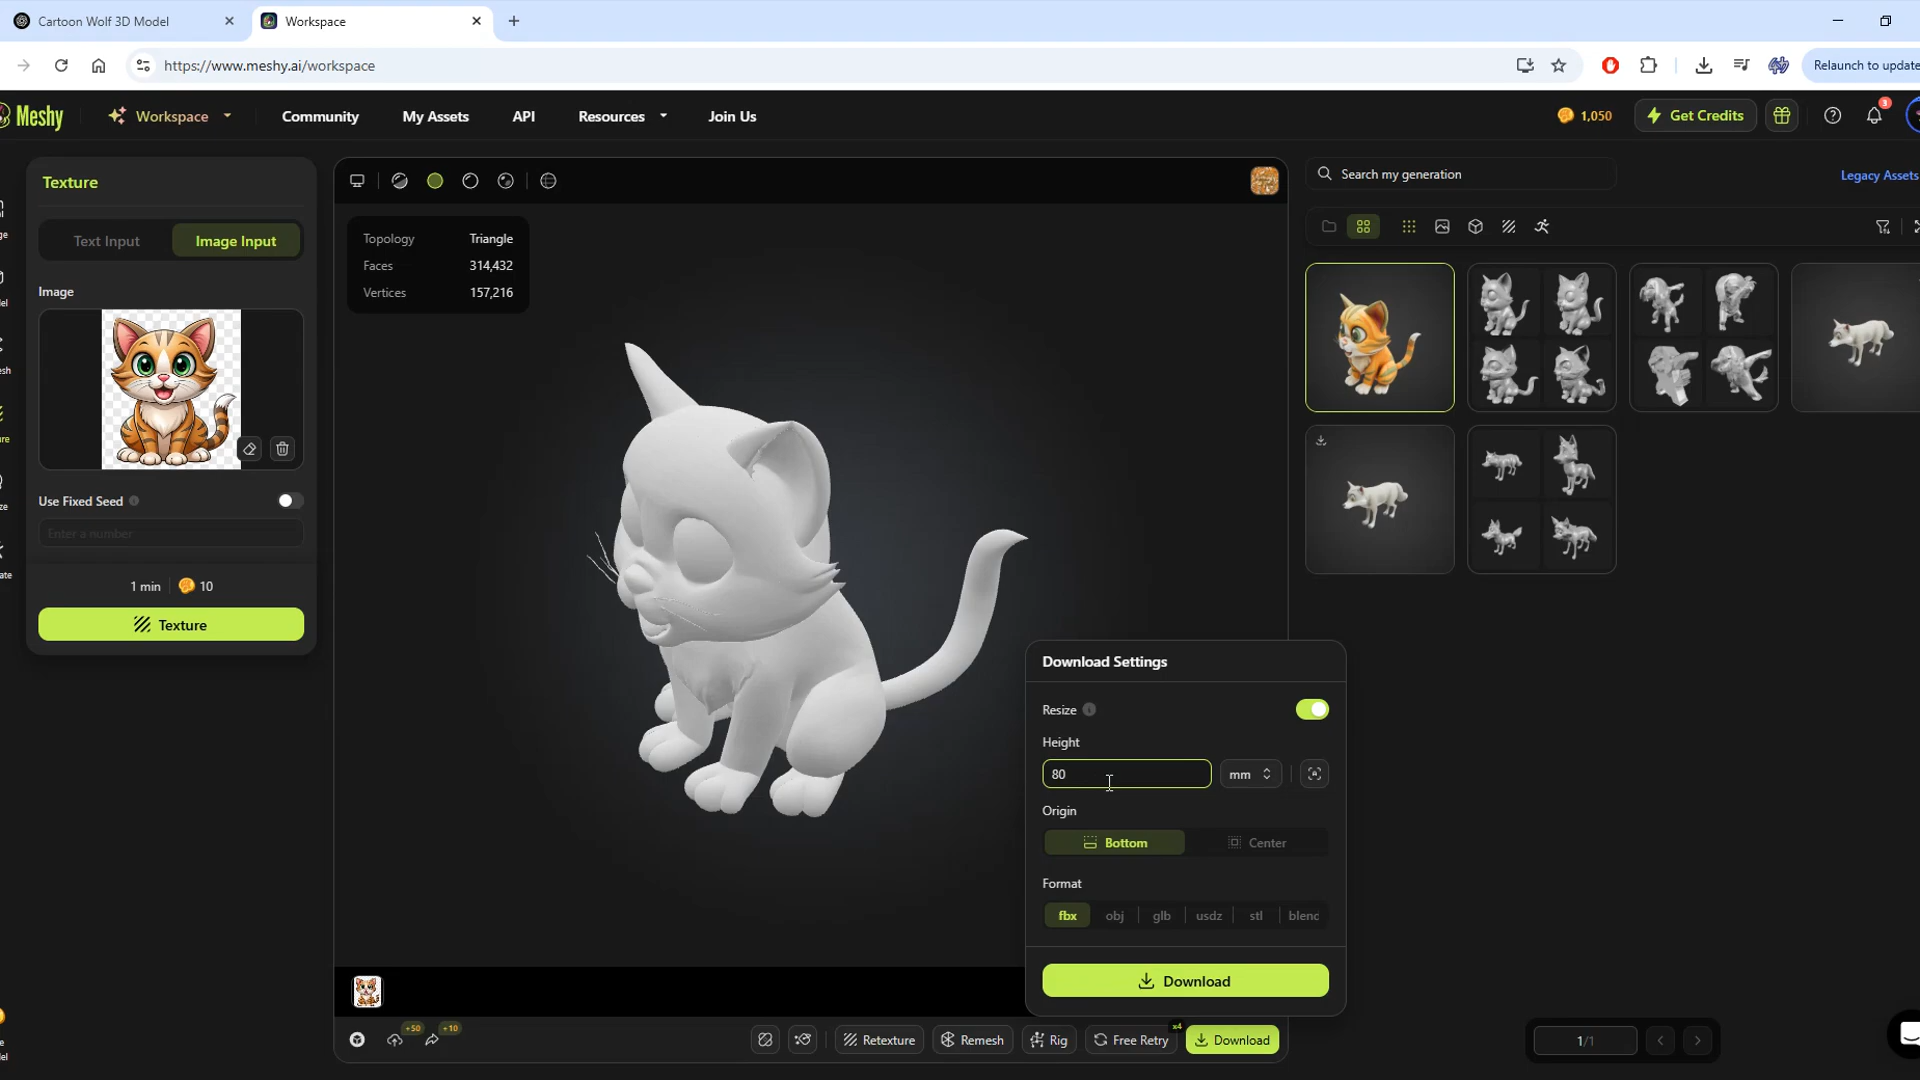 Cartoon Wolf 3D Model
Workspace
https://www.meshy.ai/workspace
Relaunch to update
Meshy
Workspace
Community
My Assets
API
Resources
Join Us
1,050
Get Credits
3
Texture
Text Input
Image Input
Image
Use Fixed Seed
Enter a number
1 min
10
Texture
Topology Triangle
Faces 314,432
Vertices 157,216
Search my generation
Legacy Assets
Download Settings
Resize
Height
80
mm
Origin
Bottom
Center
Format
fbx
obj
glb
usdz
stl
blend
Download
+50
+10
Retexture
Remesh
Rig
x4
Free Retry
Download
1/1